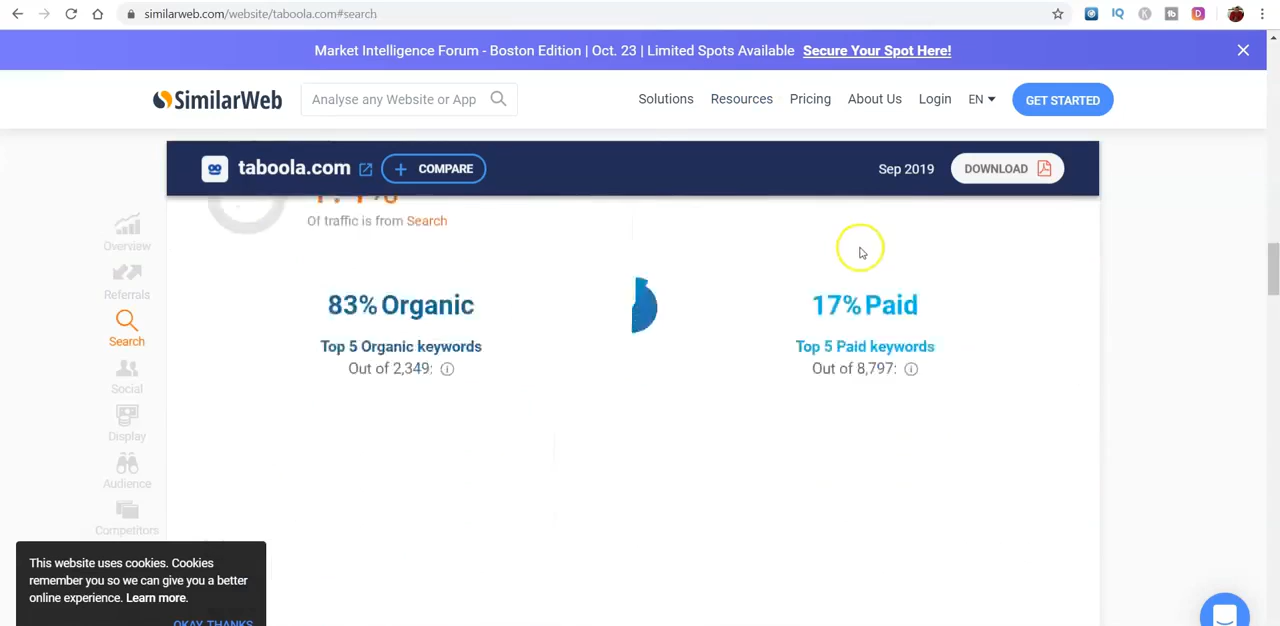 similarweb.com/website/taboola.com#search
IQ
K
tb
D
Market Intelligence Forum - Boston Edition | Oct. 23 | Limited Spots Available Secure Your Spot Here!
SimilarWeb
Analyse any Website or App
Solutions
Resources
Pricing
About Us
Login
EN
GET STARTED
taboola.com
+ COMPARE
Sep 2019
DOWNLOAD
Of traffic is from Search
Overview
Referrals
Search
Social
Display
Audience
Competitors
83% Organic
Top 5 Organic keywords
Out of 2,349:
17% Paid
Top 5 Paid keywords
Out of 8,797:
This website uses cookies. Cookies
remember you so we can give you a better
online experience. Learn more.
OKAY, THANKS